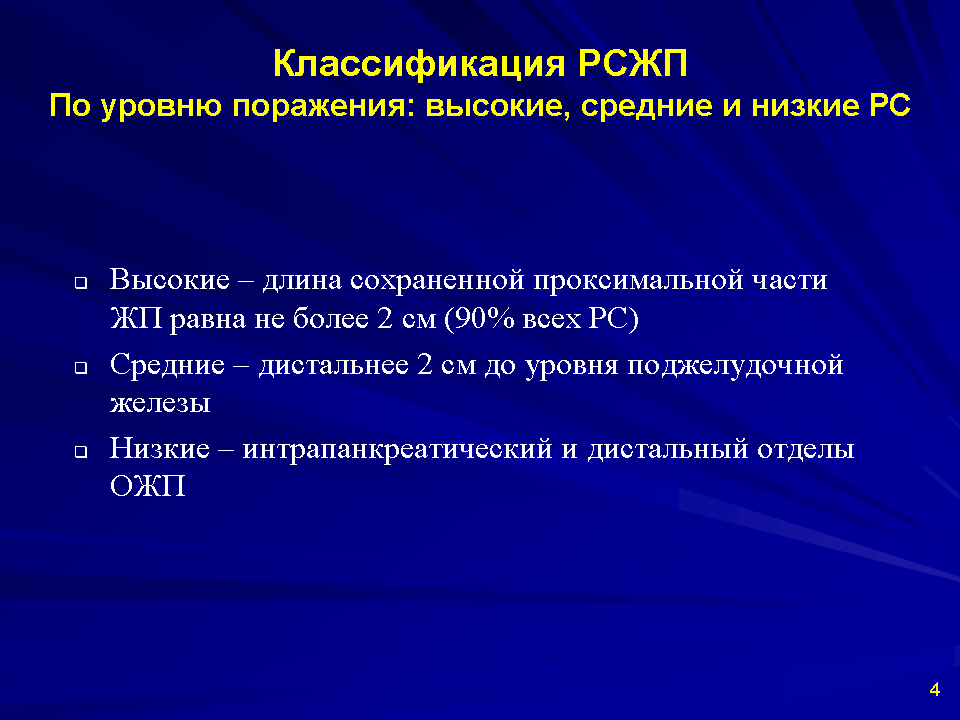 Классификация РСЖП
По уровню поражения: высокие, средние и низкие РС
Высокие – длина сохраненной проксимальной части
ЖП равна не более 2 см (90% всех РС)
Средние – дистальнее 2 см до уровня поджелудочной
железы
Низкие – интрапанкреатический и дистальный отделы
ОЖП
4